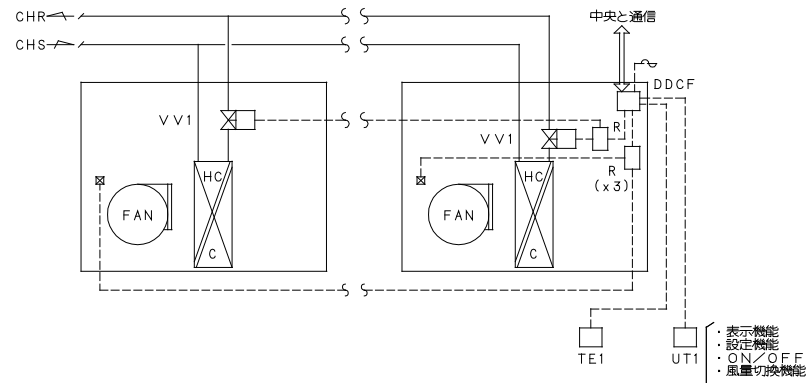 CHR
CHS
中央と通信
DDCF
VV1
R
VV1
R
(x3)
HC
FAN
C
HC
FAN
C
TE1
UT1
・表示機能
・設定機能
・ON/OFF
・風量切換機能